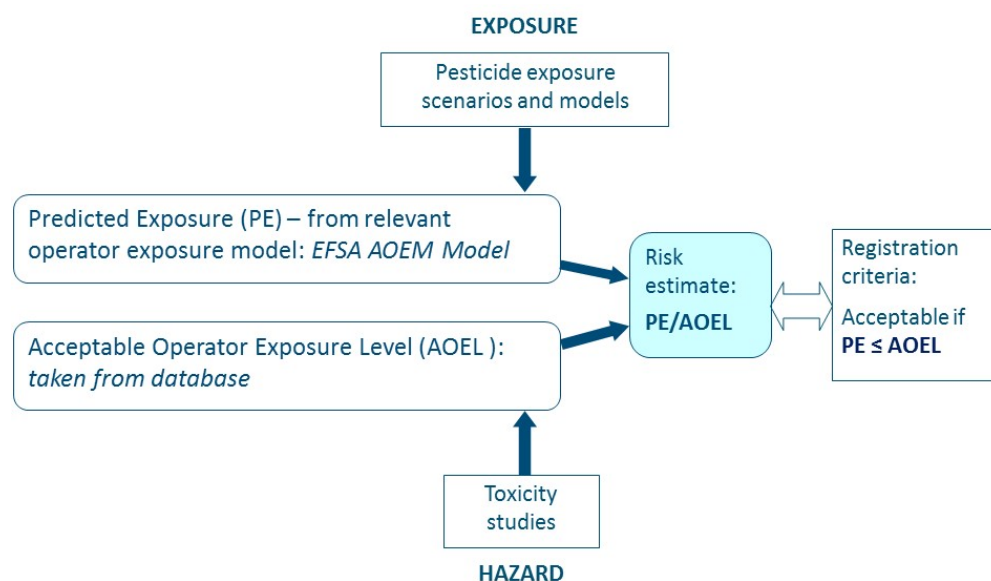 EXPOSURE
Pesticide exposure
scenarios and models
Predicted Exposure (PE) – from relevant
operator exposure model: EFSA AOEM Model
Acceptable Operator Exposure Level (AOEL ):
taken from database
Risk
estimate:
PE/AOEL
Registration
criteria:
Acceptable if
PE ≤ AOEL
Toxicity
studies
HAZARD